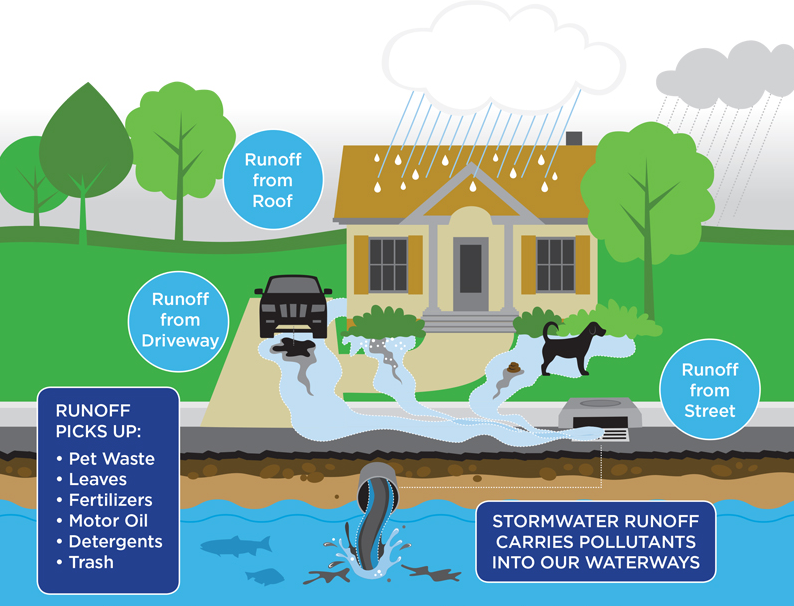 Runoff
from
Roof
Runoff
from
Driveway
Runoff
from
Street
RUNOFF
PICKS UP:
• Pet Waste
• Leaves
• Fertilizers
• Motor Oil
• Detergents
• Trash
STORMWATER RUNOFF
CARRIES POLLUTANTS
INTO OUR WATERWAYS